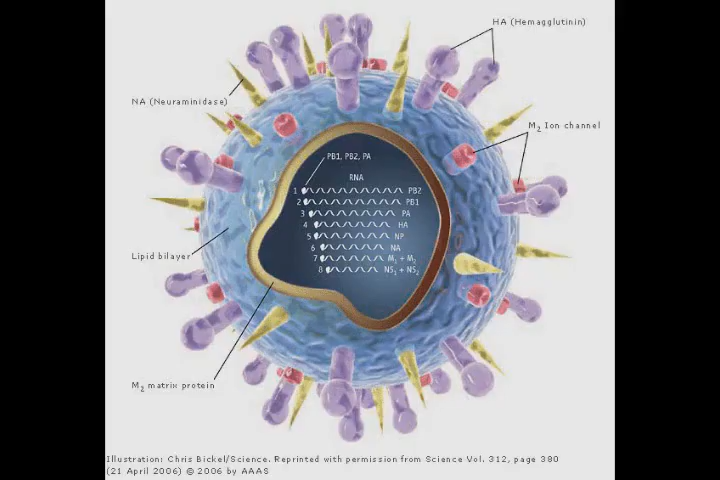 HA (Hemagglutinin)
NA (Neuraminidase)
M2 Ion channel
PB1, PB2, PA
RNA
1 PB2
2 PB1
3 PA
4 HA
5 NP
6 NA
7 M1 + M2
8 NS1 + NS2
Lipid bilayer
M2 matrix protein
Illustration: Chris Bickel/Science. Reprinted with permission from Science Vol. 312, page 380
(21 April 2006) © 2006 by AAAS